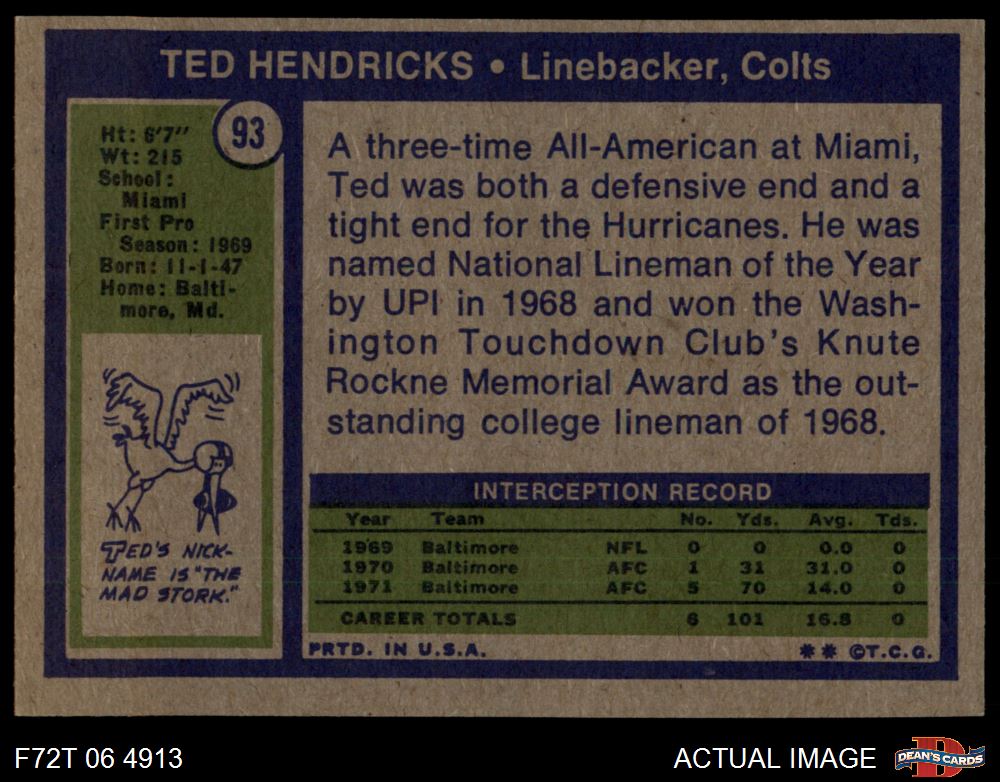 TED HENDRICKS • Linebacker, Colts
93
Ht: 6'7"
Wt: 215
School:
Miami
First Pro
Season: 1969
Born: 11-1-47
Home: Balti-
more, Md.
TED'S NICK-
NAME IS "THE
MAD STORK."
A three-time All-American at Miami,
Ted was both a defensive end and a
tight end for the Hurricanes. He was
named National Lineman of the Year
by UPI in 1968 and won the Wash-
ington Touchdown Club's Knute
Rockne Memorial Award as the out-
standing college lineman of 1968.
INTERCEPTION RECORD
Year Team No. Yds. Avg. Tds.
1969 Baltimore NFL 0 0 0.0 0
1970 Baltimore AFC 1 31 31.0 0
1971 Baltimore AFC 5 70 14.0 0
CAREER TOTALS 6 101 16.8 0
PRTD. IN U.S.A. ** ©T.C.G.
F72T 06 4913
ACTUAL IMAGE
D
DEAN'S CARDS